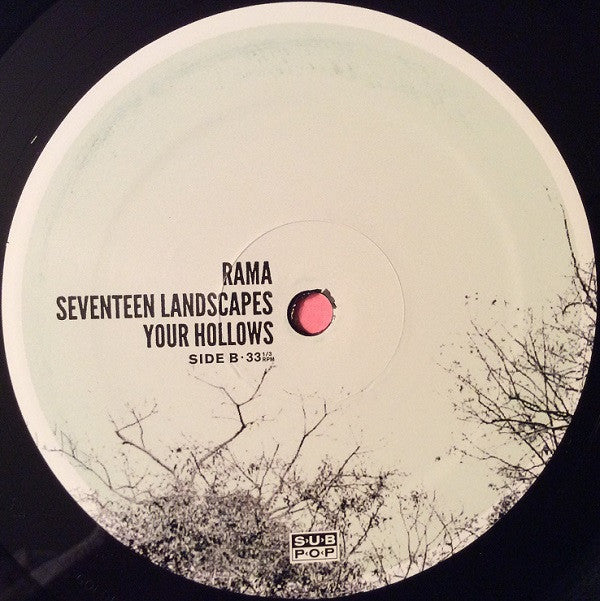 RAMA
SEVENTEEN LANDSCAPES
YOUR HOLLOWS
SIDE B · 33 1/3 RPM
SUB
POP